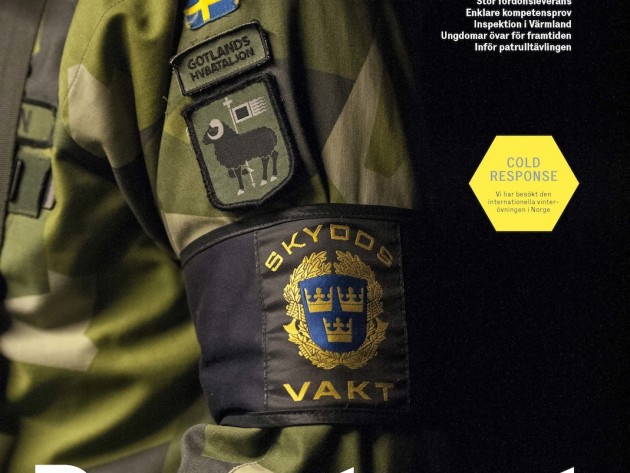 Stor fordonsleverans
Enklare kompetensprov
Inspektion i Värmland
Ungdomar övar för framtiden
Inför patrulltävlingen
GOTLANDS
HVBATALJON
COLD
RESPONSE
Vi har besökt den
internationella vinter-
övningen i Norge
SKYDDS
VAKT